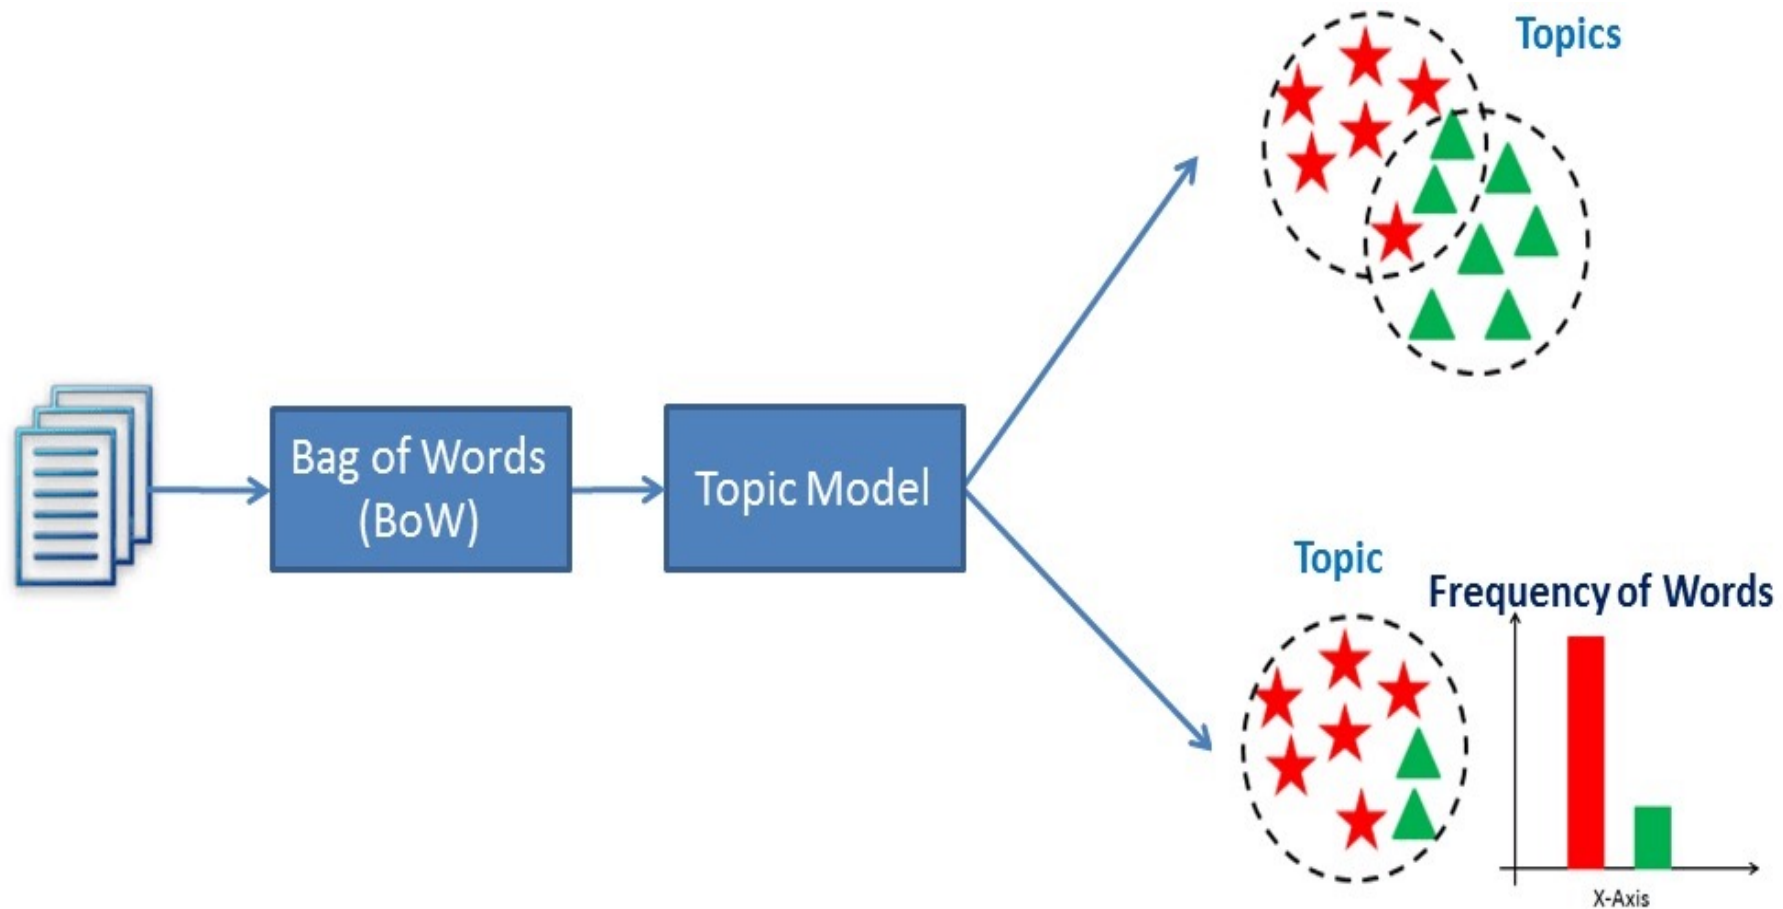 Topics
Bag of Words
(BoW)
Topic Model
Topic
Frequency of Words
X-Axis